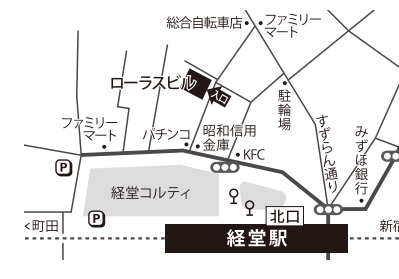 総合自転車店
ファミリー
マート
ローラスビル
入口
駐輪場
ファミリー
マート
パチンコ
昭和信用
金庫
KFC
すずらん通り
みずほ銀行
P
経堂コルティ
P
北口
<町田
経堂駅
新宿